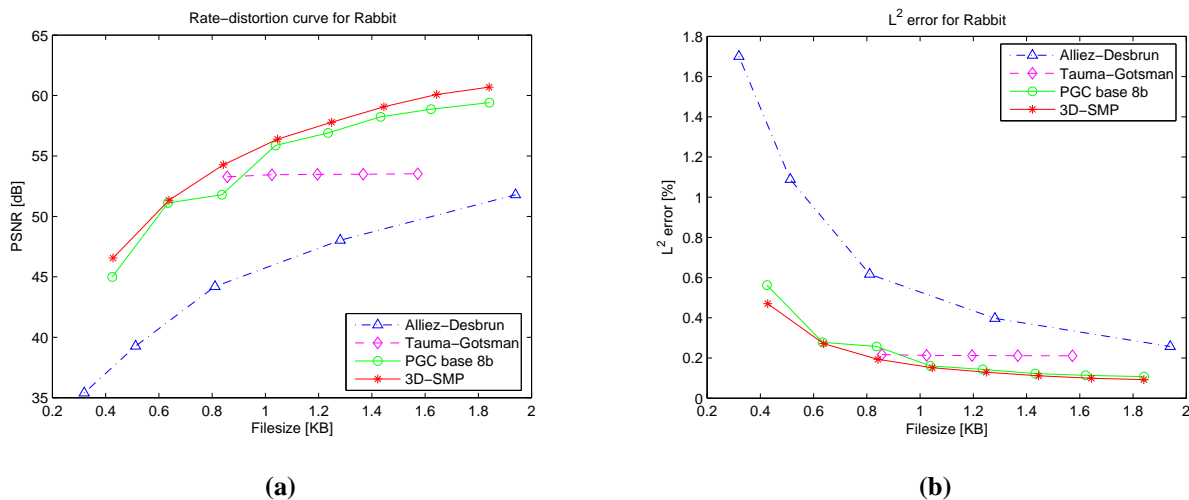 Rate-distortion curve for Rabbit
65
60
55
50
45
40
35
PSNR [dB]
0.2 0.4 0.6 0.8 1 1.2 1.4 1.6 1.8 2
Filesize [KB]
Alliez-Desbrun
Tauma-Gotsman
PGC base 8b
3D-SMP
(a)
L² error for Rabbit
1.8
1.6
1.4
1.2
1
0.8
0.6
0.4
0.2
0
L² error [%]
0.2 0.4 0.6 0.8 1 1.2 1.4 1.6 1.8 2
Filesize [KB]
Alliez-Desbrun
Tauma-Gotsman
PGC base 8b
3D-SMP
(b)